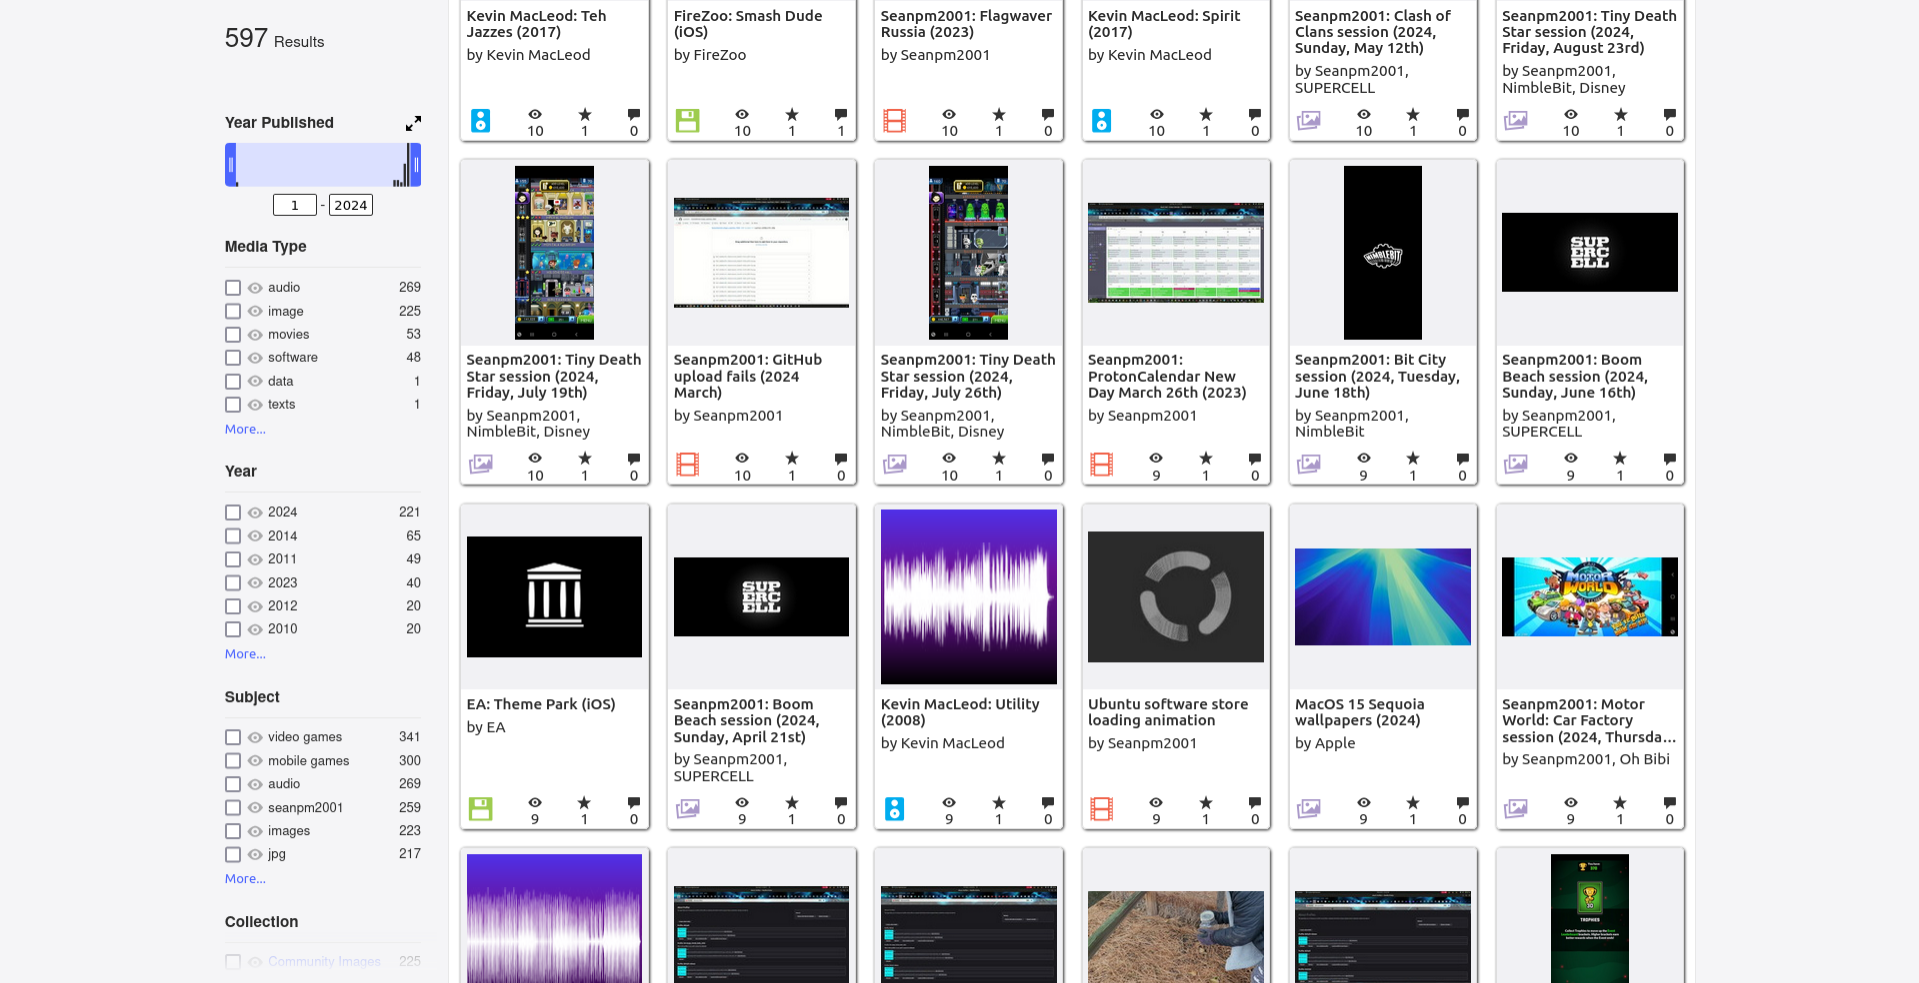 597 Results
Year Published
1 - 2024
Media Type
audio 269
image 225
movies 53
software 48
data 1
texts 1
More...
Year
2024 221
2014 65
2011 49
2023 40
2012 20
2010 20
More...
Subject
video games 341
mobile games 300
audio 269
seanpm2001 259
images 223
jpg 217
More...
Collection
Community Images 225
Kevin MacLeod: Teh
Jazzes (2017)
by Kevin MacLeod
10 1 0
FireZoo: Smash Dude
(iOS)
by FireZoo
10 1 1
Seanpm2001: Flagwaver
Russia (2023)
by Seanpm2001
10 1 0
Kevin MacLeod: Spirit
(2017)
by Kevin MacLeod
10 1 0
Seanpm2001: Clash of
Clans session (2024,
Sunday, May 12th)
by Seanpm2001,
SUPERCELL
10 1 0
Seanpm2001: Tiny Death
Star session (2024,
Friday, August 23rd)
by Seanpm2001,
NimbleBit, Disney
10 1 0
Seanpm2001: Tiny Death
Star session (2024,
Friday, July 19th)
by Seanpm2001,
NimbleBit, Disney
10 1 0
Seanpm2001: GitHub
upload fails (2024
March)
by Seanpm2001
10 1 0
Seanpm2001: Tiny Death
Star session (2024,
Friday, July 26th)
by Seanpm2001,
NimbleBit, Disney
10 1 0
Seanpm2001:
ProtonCalendar New
Day March 26th (2023)
by Seanpm2001
9 1 0
NIMBLEBIT
Seanpm2001: Bit City
session (2024, Tuesday,
June 18th)
by Seanpm2001,
NimbleBit
9 1 0
SUP
ERC
ELL
Seanpm2001: Boom
Beach session (2024,
Sunday, June 16th)
by Seanpm2001,
SUPERCELL
9 1 0
EA: Theme Park (iOS)
by EA
9 1 0
SUP
ERC
ELL
Seanpm2001: Boom
Beach session (2024,
Sunday, April 21st)
by Seanpm2001,
SUPERCELL
9 1 0
Kevin MacLeod: Utility
(2008)
by Kevin MacLeod
9 1 0
Ubuntu software store
loading animation
by Seanpm2001
9 1 0
MacOS 15 Sequoia
wallpapers (2024)
by Apple
9 1 0
MOTOR
WORLD
Seanpm2001: Motor
World: Car Factory
session (2024, Thursda...
by Seanpm2001, Oh Bibi
9 1 0
TROPHIES